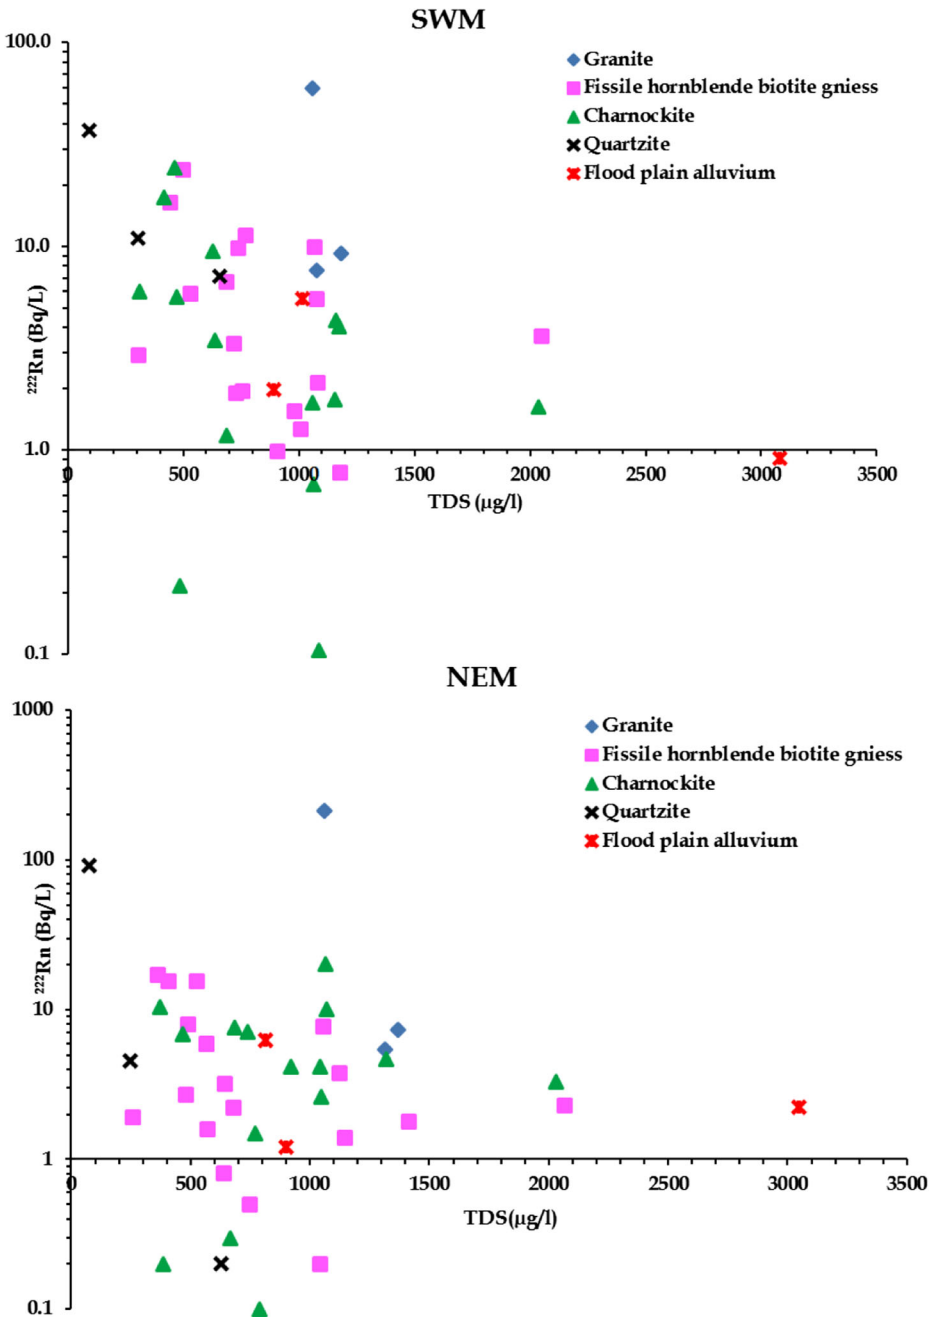 SWM
100.0
10.0
1.0
0.1
²²²Rn (Bq/L)
Granite
Fissile hornblende biotite gniess
Charnockite
Quartzite
Flood plain alluvium
0 500 1000 1500 2000 2500 3000 3500
TDS (µg/l)
NEM
1000
100
10
1
0.1
²²²Rn (Bq/L)
Granite
Fissile hornblende biotite gniess
Charnockite
Quartzite
Flood plain alluvium
0 500 1000 1500 2000 2500 3000 3500
TDS(µg/l)